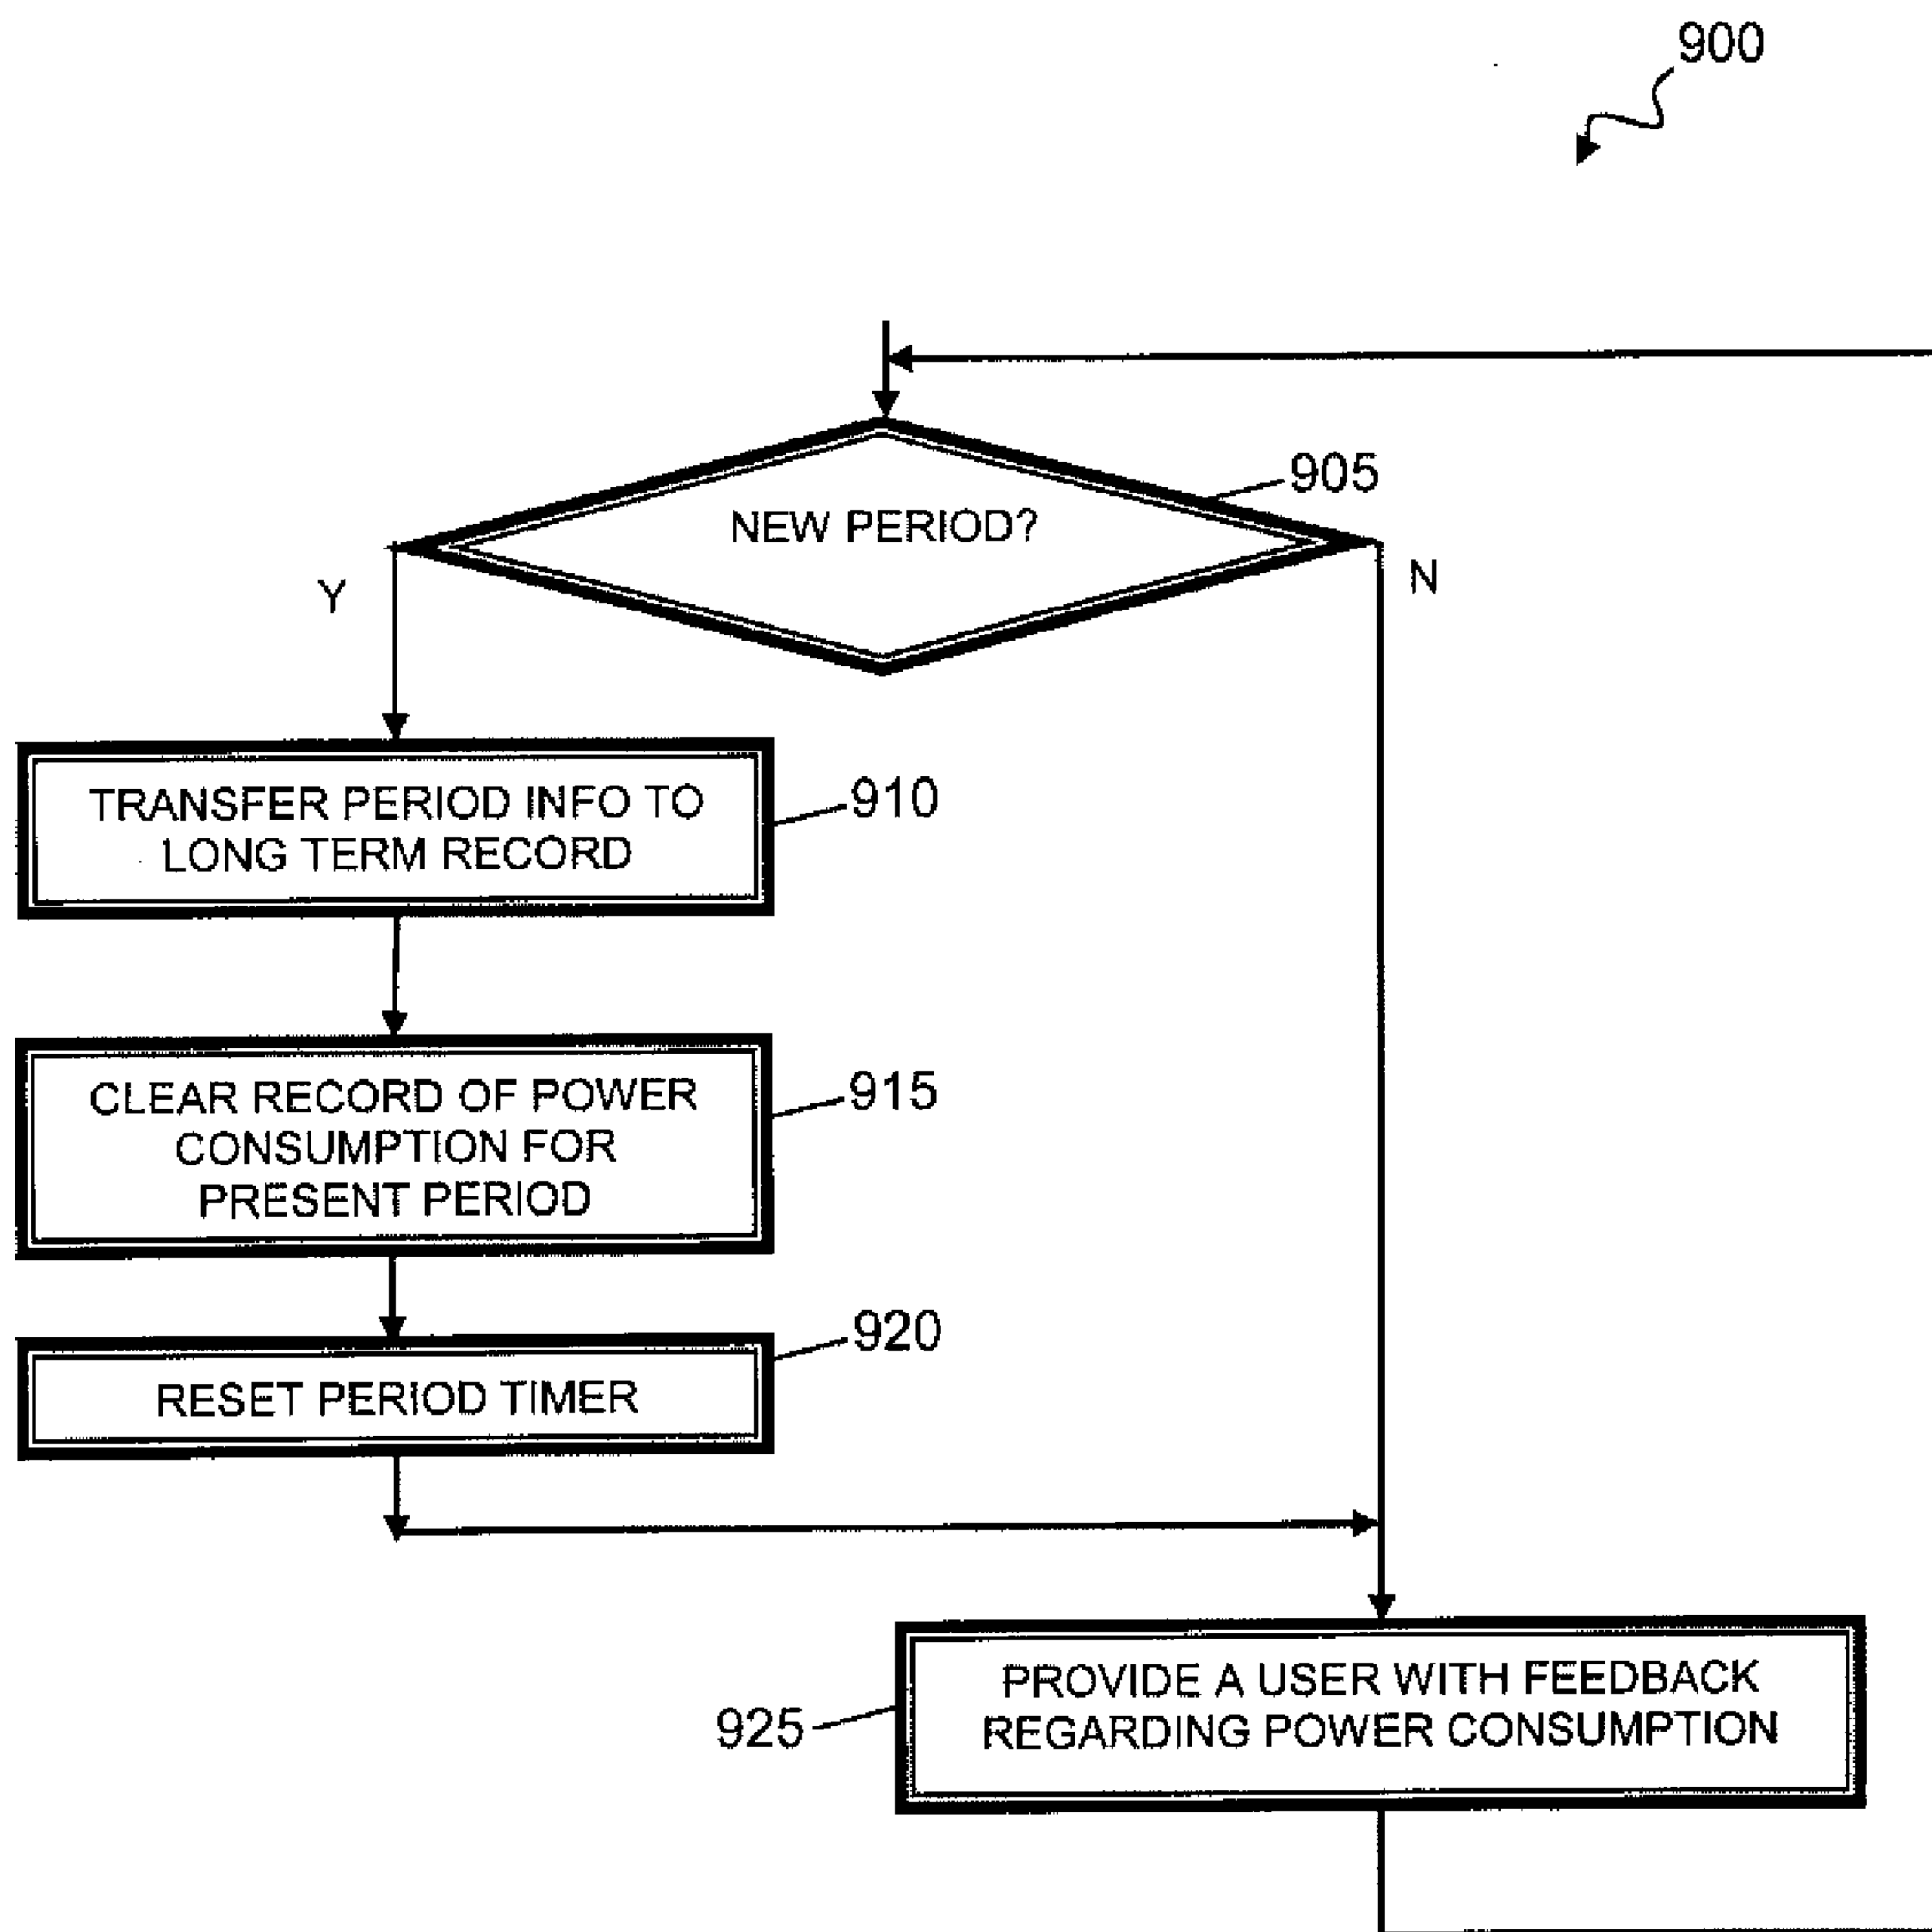 900
905
NEW PERIOD?
Y
N
TRANSFER PERIOD INFO TO
LONG TERM RECORD
910
CLEAR RECORD OF POWER
CONSUMPTION FOR
PRESENT PERIOD
915
920
RESET PERIOD TIMER
PROVIDE A USER WITH FEEDBACK
REGARDING POWER CONSUMPTION
925